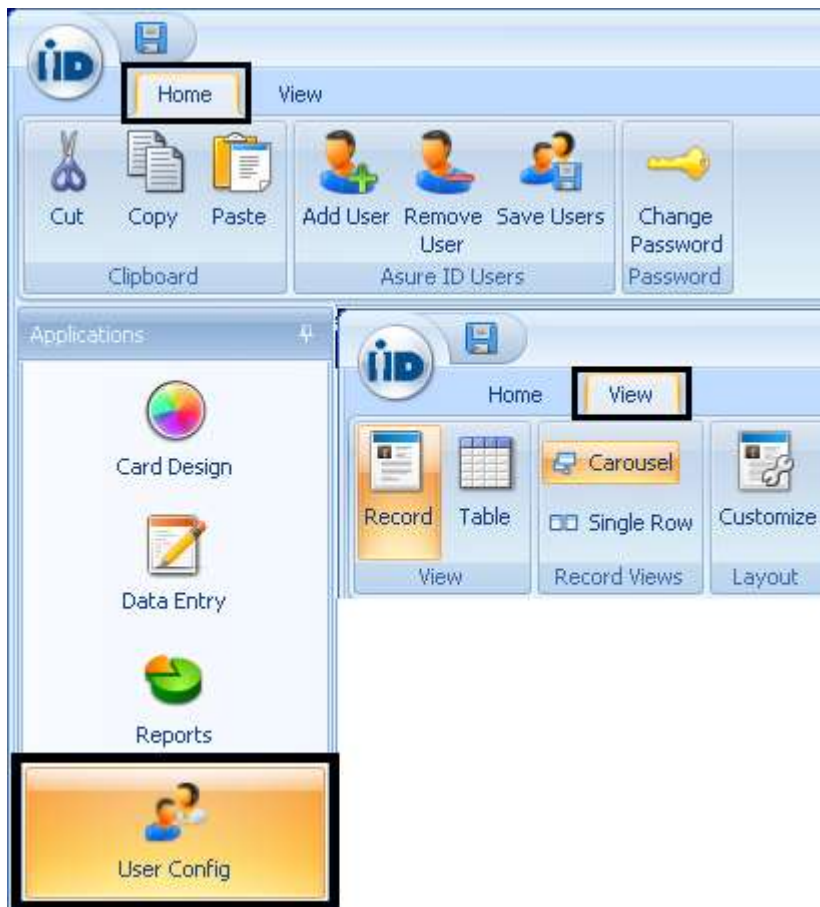 iiD
Home View
Cut Copy Paste Add User Remove User Save Users Change Password
Clipboard Asure ID Users Password
Applications
Card Design
Data Entry
Reports
User Config
iiD
Home View
Record Table Carousel
Single Row Customize
View Record Views Layout